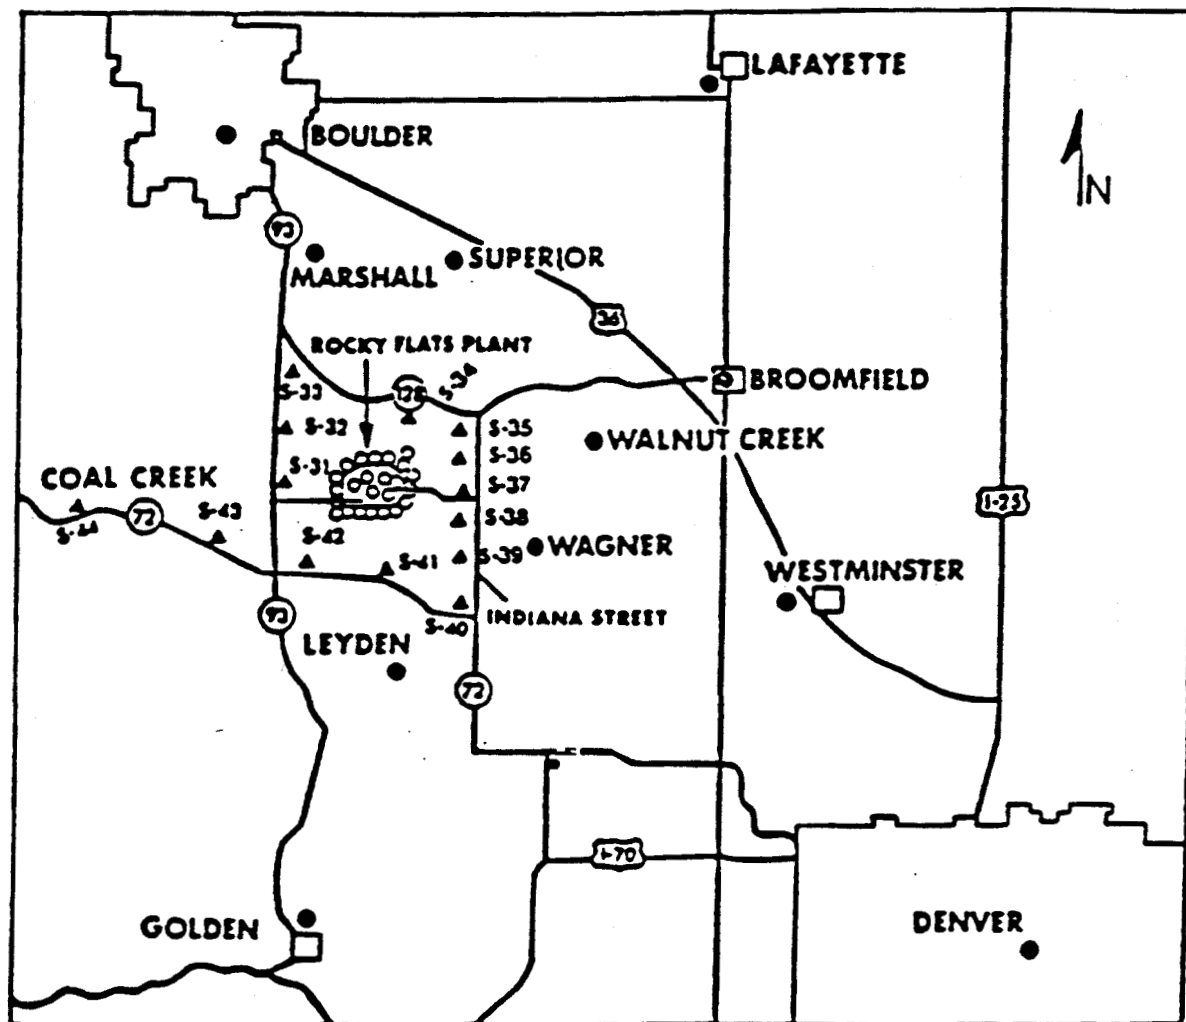 LAFAYETTE
BOULDER
N
93
MARSHALL
SUPERIOR
36
ROCKY FLATS PLANT
S-33
128
S-34
BROOMFIELD
S-32
S-35
WALNUT CREEK
S-36
COAL CREEK
S-31
S-37
I-25
72
S-44
S-43
S-42
S-38
S-41
S-39
WAGNER
WESTMINSTER
93
S-40
INDIANA STREET
LEYDEN
72
I-70
GOLDEN
DENVER